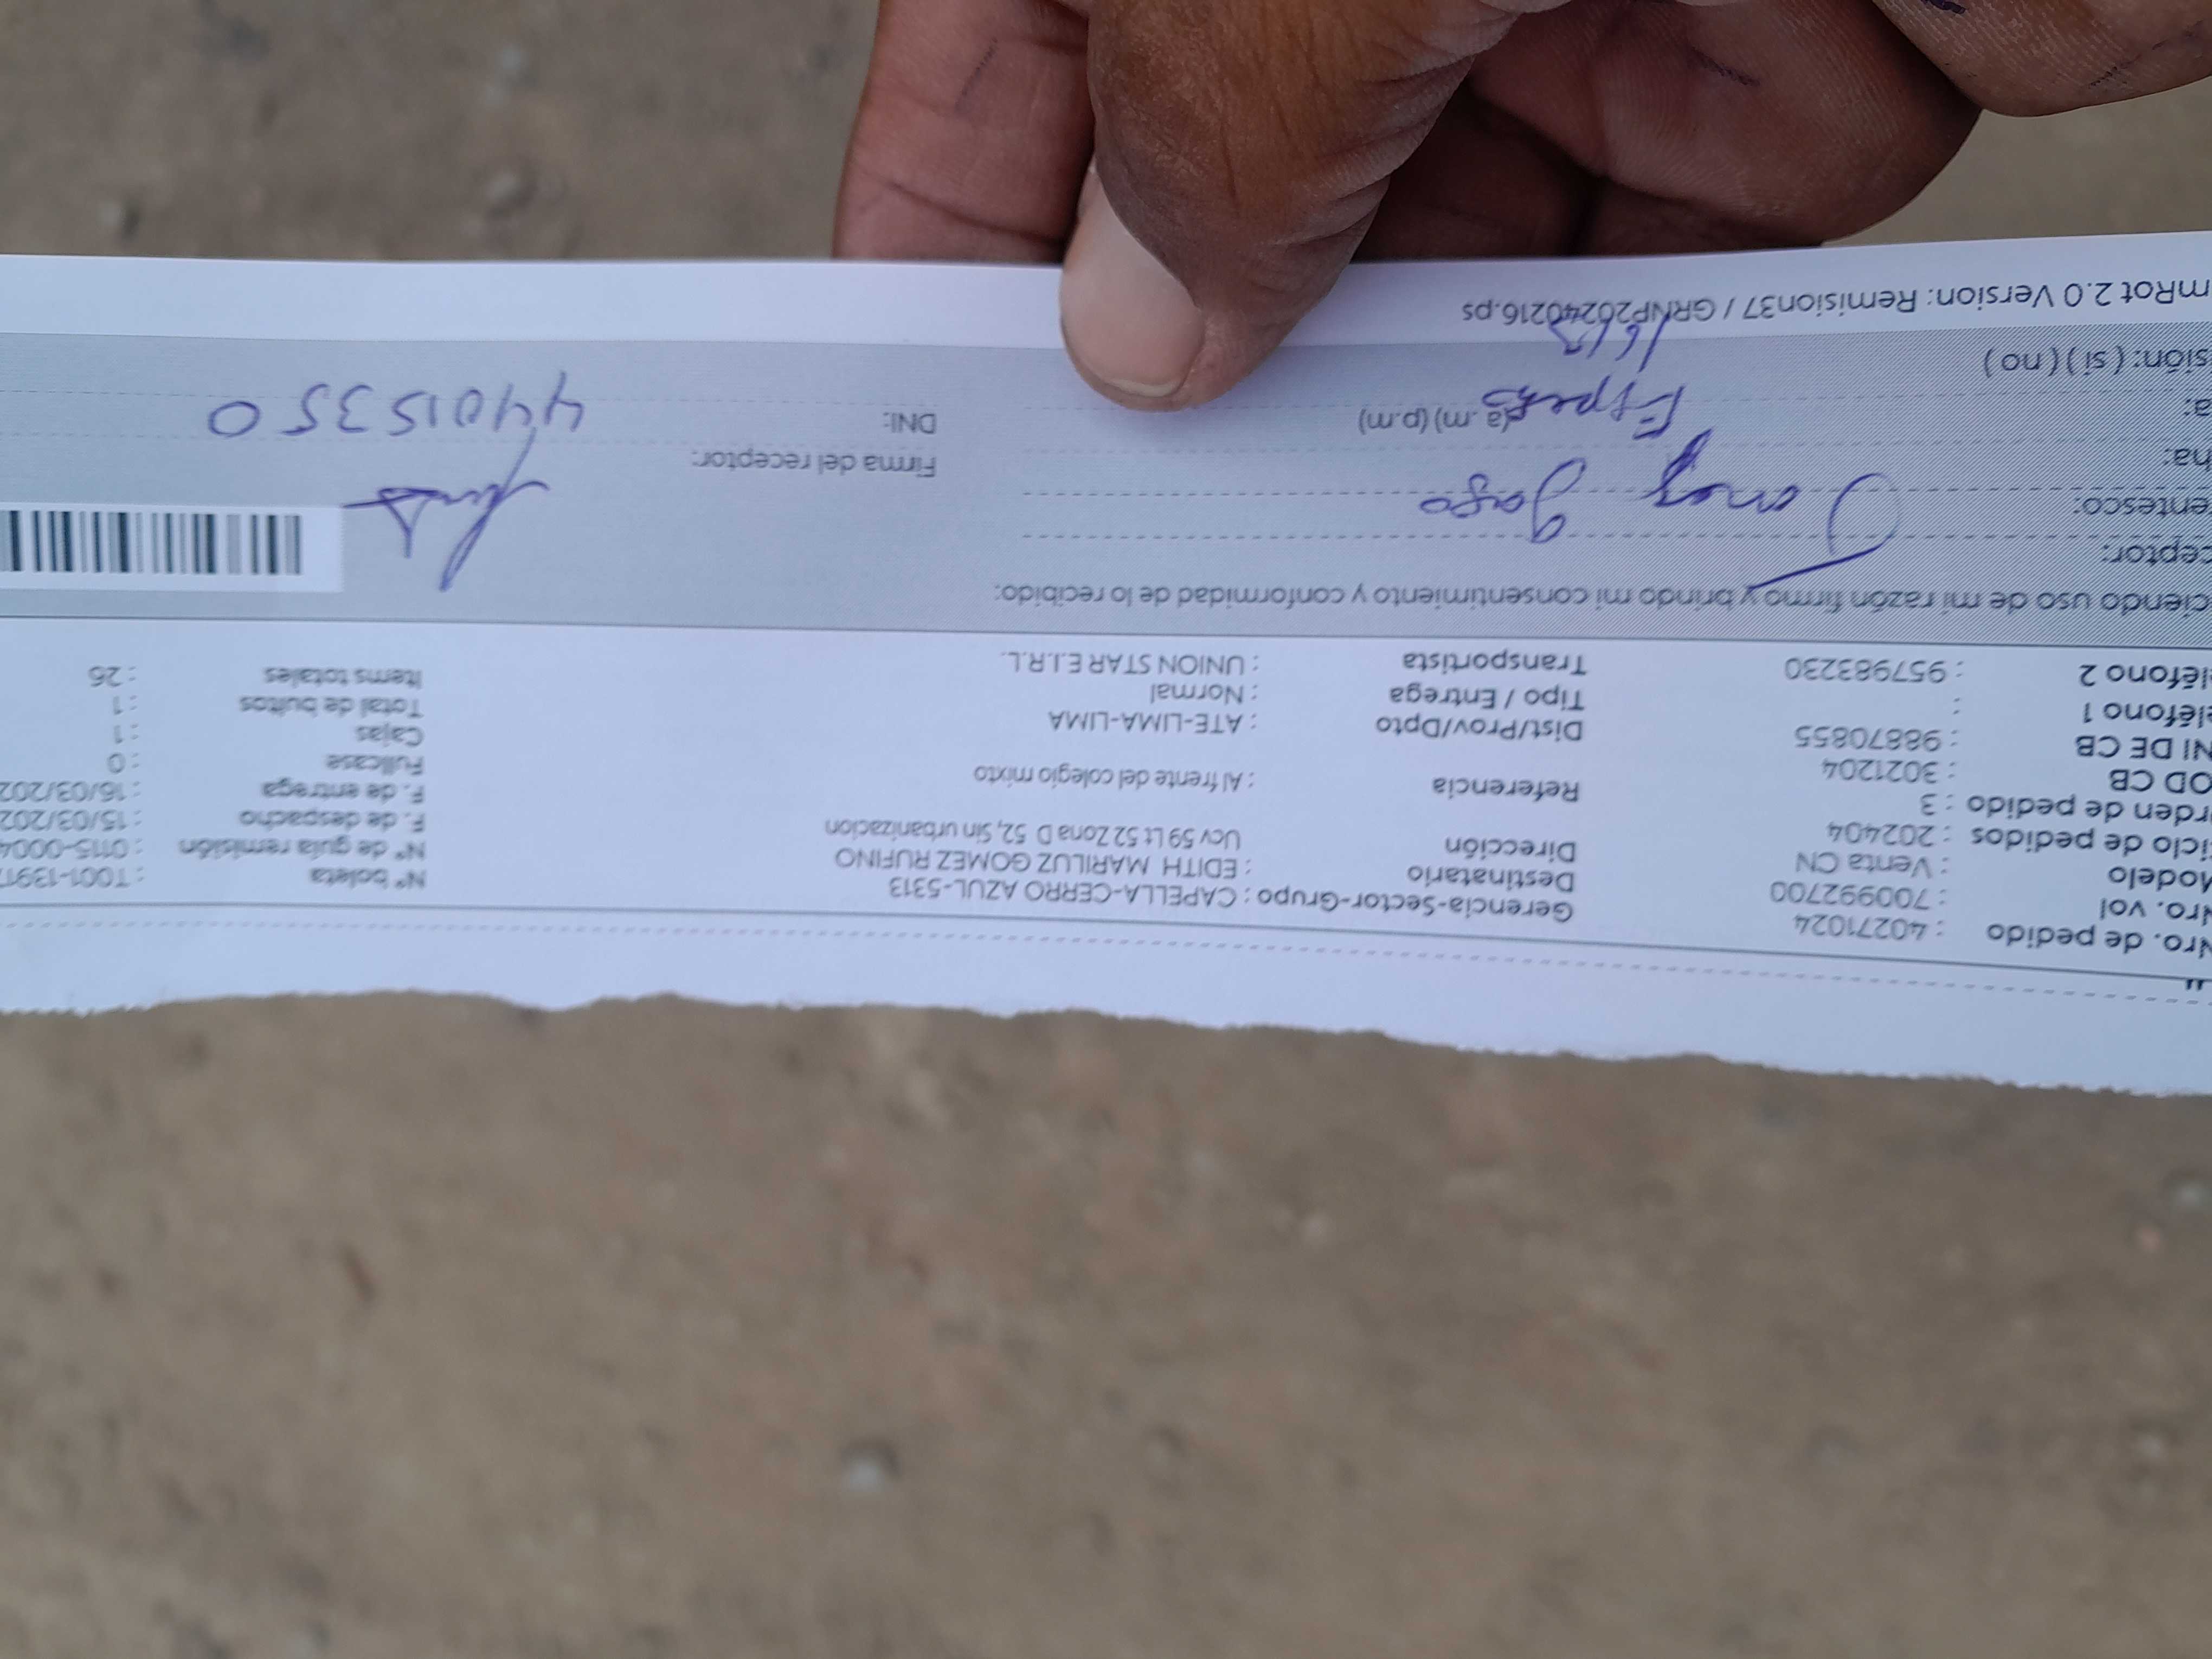 Nro. de pedido : 40271024 Gerencia-Sector-Grupo : CAPELLA-CERRO AZUL-5313 N° boleta : T001-1391
Nro. vol : 700992700 Destinatario : EDITH MARILUZ GOMEZ RUFINO N° de guía remisión : 0115-0004
Modelo : Venta CN Dirección Ucv 59 Lt 52 Zona D 52, Sin urbanizacion F. de despacho : 15/03/202
iclo de pedidos : 202404 F. de entrega : 16/03/202
rden de pedido : 3 Referencia : Al frente del colegio mixto Fullcase : 0
OD CB : 3021204 Cajas : 1
NI DE CB : 98870855 Dist/Prov/Dpto : ATE-LIMA-LIMA Total de bultos : 1
eléfono 1 : Tipo / Entrega : Normal Items totales : 26
eléfono 2 : 957983230 Transportista : UNION STAR E.I.R.L.
ciendo uso de mi razón firmo y brindo mi consentimiento y conformidad de lo recibido:
ceptor:
entesco:
ha: Firma del receptor:
a: (a.m) (p.m) DNI: 44015350
sión: ( si ) ( no )
16/3
mRot 2.0 Version: Remision37 / GRNP20240216.ps